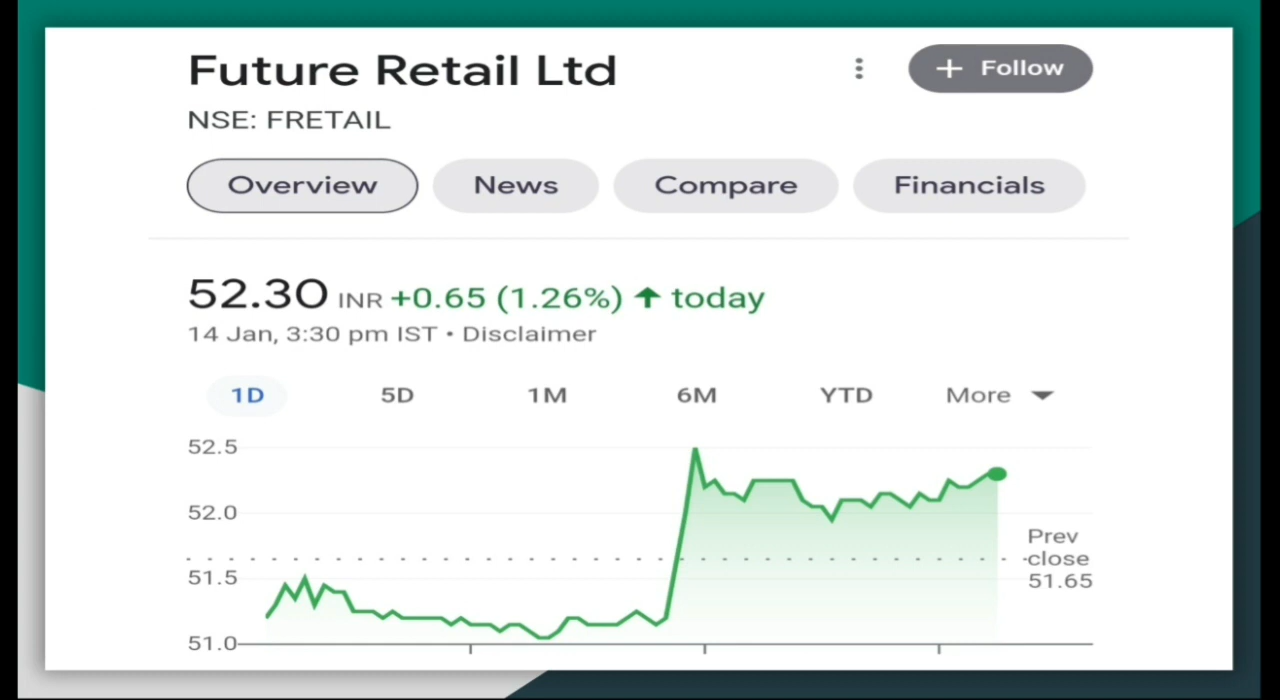 Future Retail Ltd
+ Follow
NSE: FRETAIL
Overview News Compare Financials
52.30 INR +0.65 (1.26%) ↑ today
14 Jan, 3:30 pm IST • Disclaimer
1D 5D 1M 6M YTD More
52.5
52.0
Prev
close
51.65
51.5
51.0